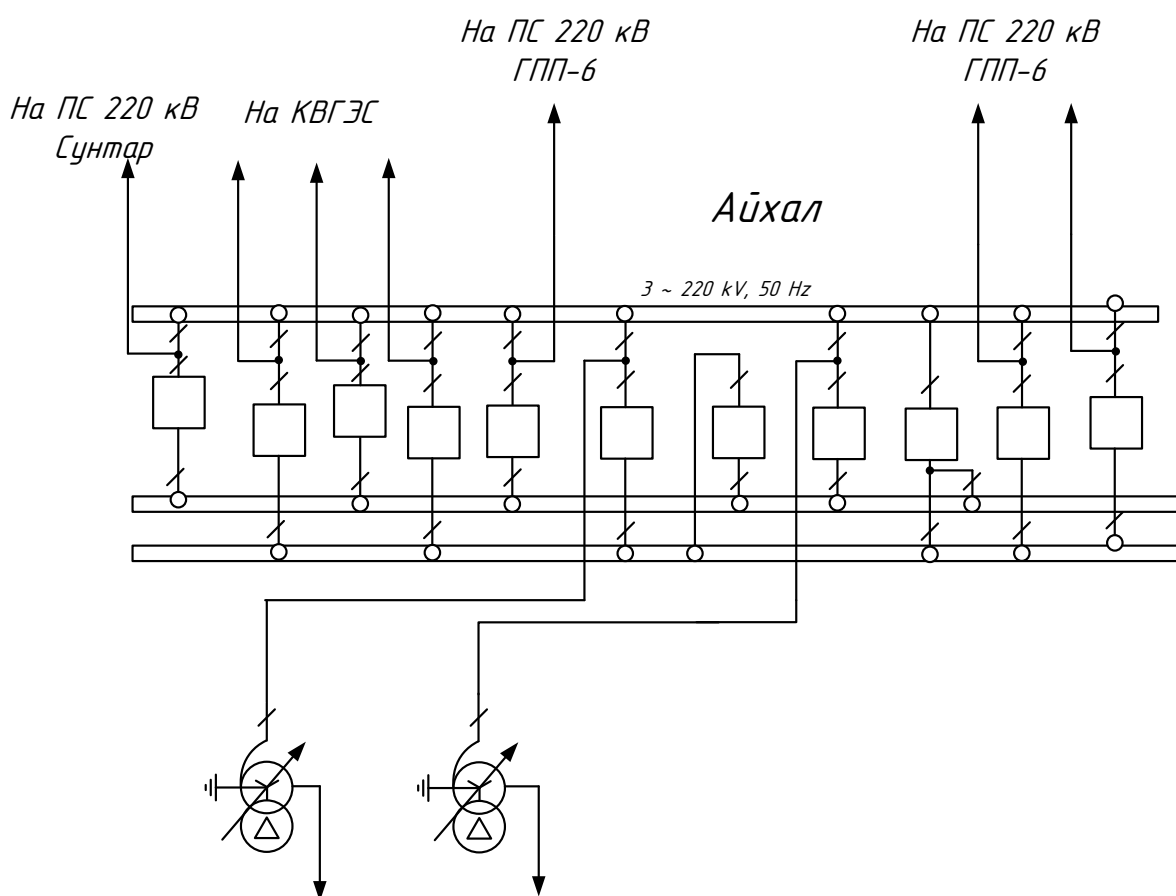 На ПС 220 кВ
ГПП-6
На ПС 220 кВ
ГПП-6
На ПС 220 кВ
Сунтар
На КВГЭС
Айхал
3 ~ 220 kV, 50 Hz